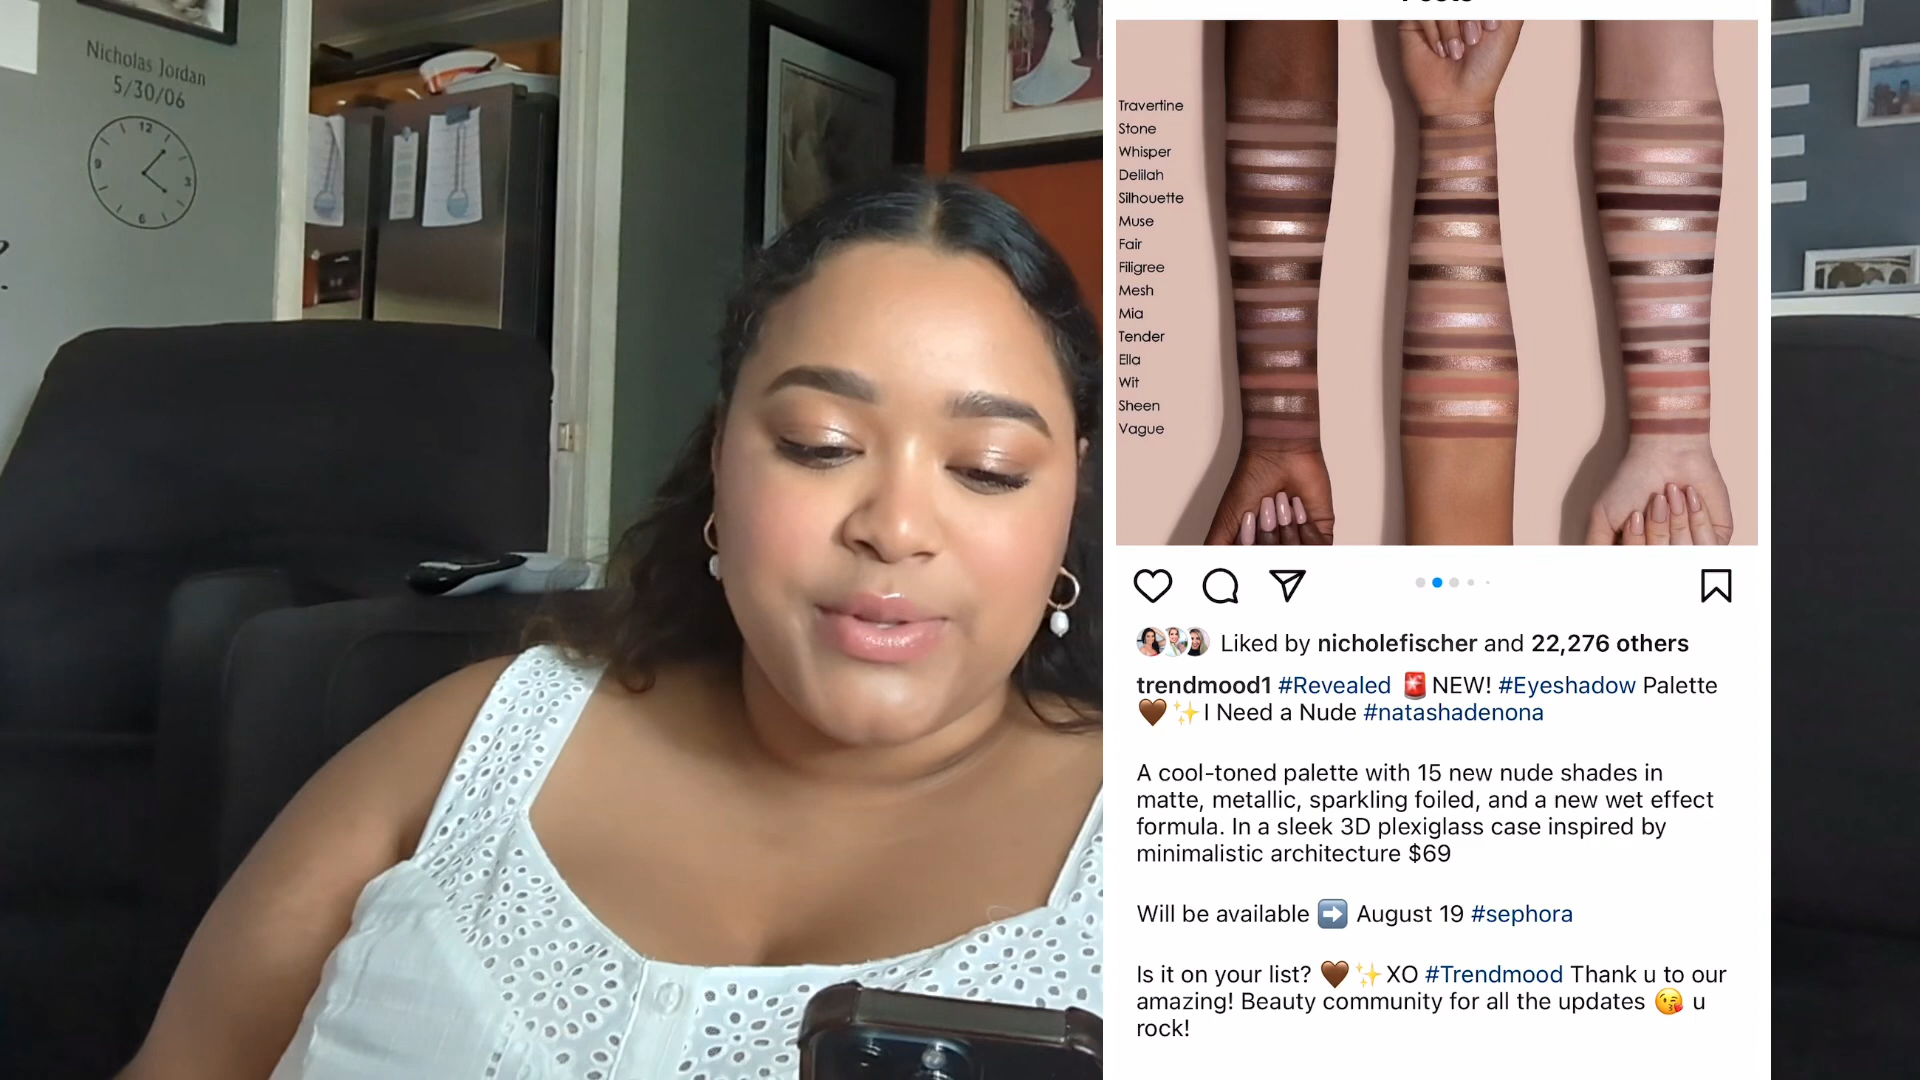 Nicholas Jordan
5/30/06
12
3
6
9
Travertine
Stone
Whisper
Delilah
Silhouette
Muse
Fair
Filigree
Mesh
Mia
Tender
Ella
Wit
Sheen
Vague
Liked by nicholefischer and 22,276 others
trendmood1 #Revealed 🚨NEW! #Eyeshadow Palette
🤎✨I Need a Nude #natashadenona
A cool-toned palette with 15 new nude shades in
matte, metallic, sparkling foiled, and a new wet effect
formula. In a sleek 3D plexiglass case inspired by
minimalistic architecture $69
Will be available ➡️ August 19 #sephora
Is it on your list? 🤎✨XO #Trendmood Thank u to our
amazing! Beauty community for all the updates 😘 u
rock!